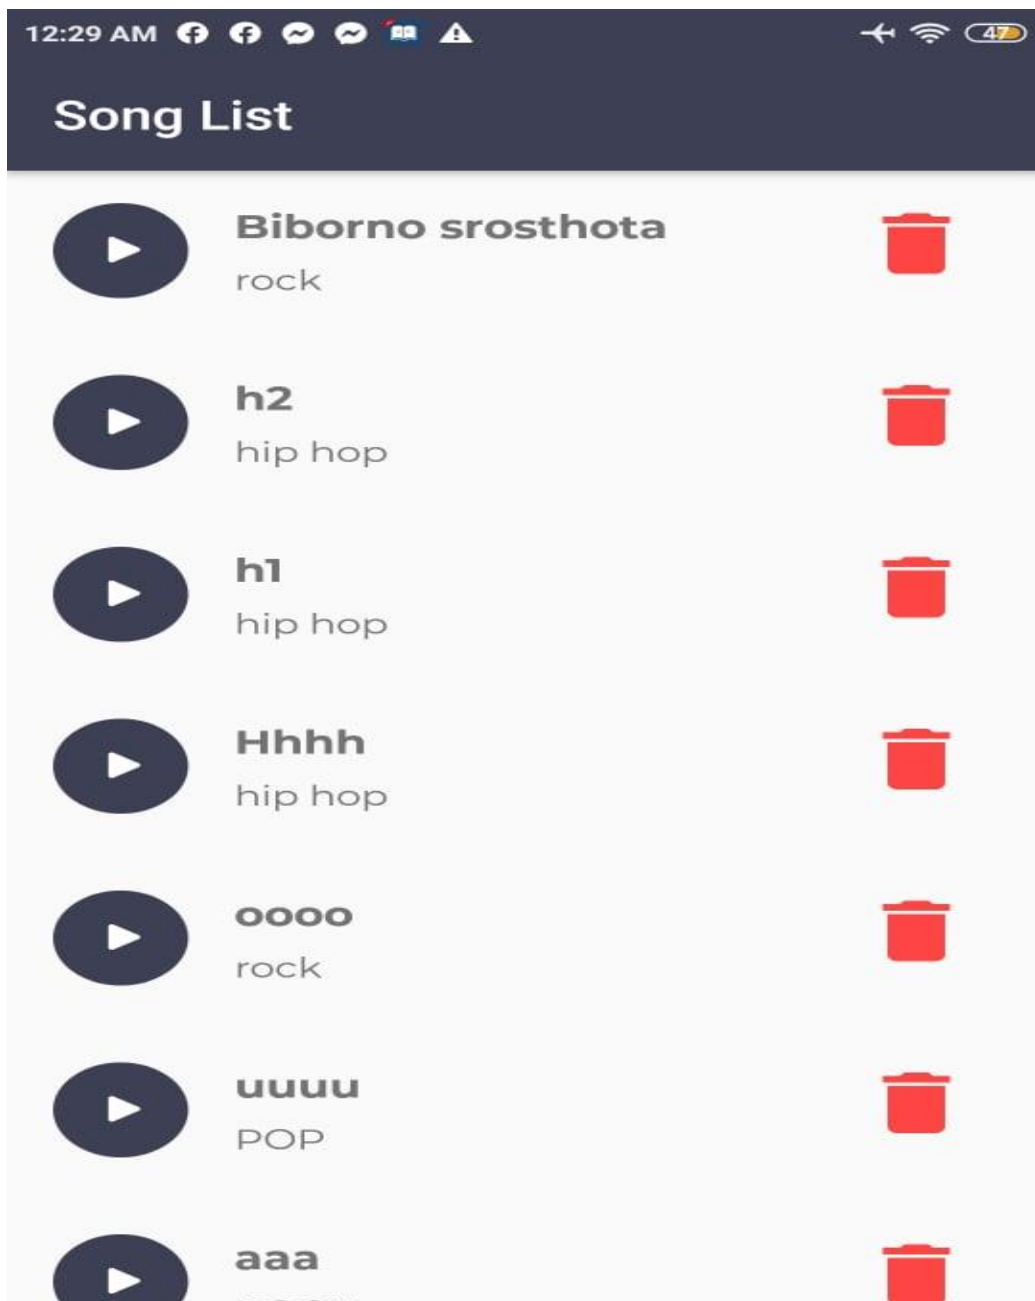 12:29 AM 47
Song List
Biborno srosthota
rock
h2
hip hop
h1
hip hop
Hhhh
hip hop
oooo
rock
uuuu
POP
aaa